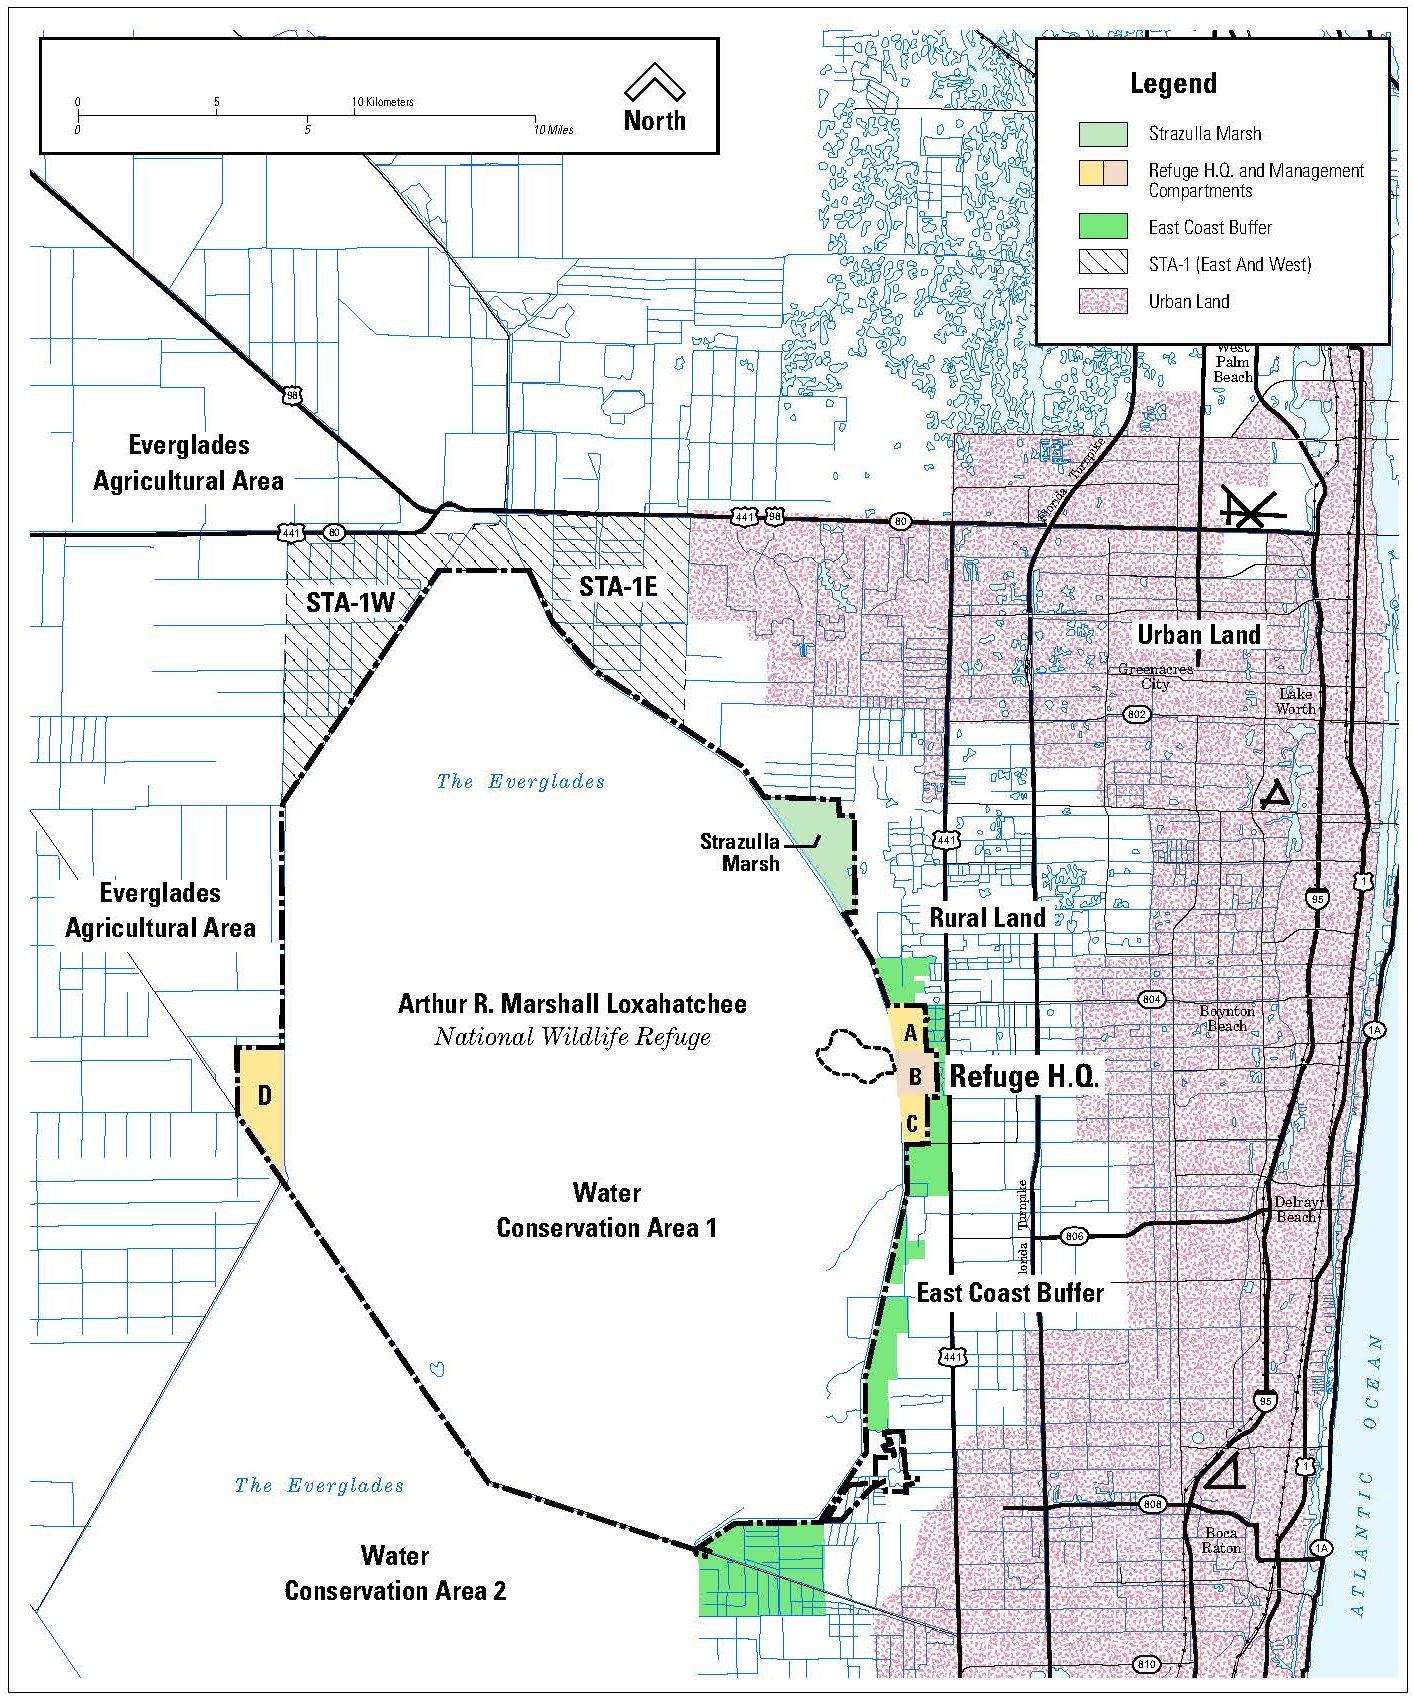 0
5
10 Kilometers
0
5
10 Miles
North
Legend
Strazulla Marsh
Refuge H.Q. and Management
Compartments
East Coast Buffer
STA-1 (East And West)
Urban Land
West
Palm
Beach
98
Everglades
Agricultural Area
Florida Turnpike
441
80
441
98
80
STA-1W
STA-1E
Urban Land
Greenacres
City
Lake
Worth
802
The Everglades
Strazulla
Marsh
441
1
95
Everglades
Agricultural Area
Rural Land
Arthur R. Marshall Loxahatchee
National Wildlife Refuge
804
Boynton
Beach
1A
A
B
C
Refuge H.Q.
D
Water
Conservation Area 1
lorida Turnpike
Delray
Beach
806
East Coast Buffer
441
95
ATLANTIC OCEAN
The Everglades
1
808
Boca
Raton
1A
Water
Conservation Area 2
810